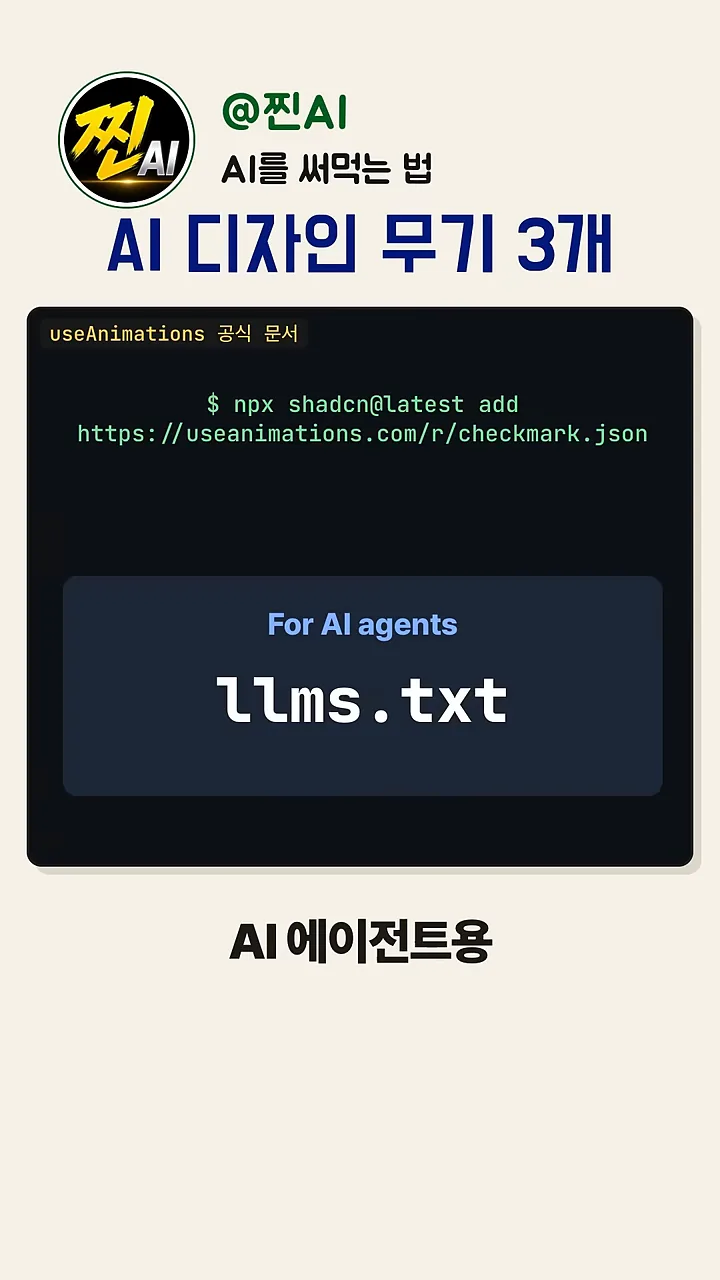 찐AI
@찐AI
AI를 써먹는 법
AI 디자인 무기 3개
useAnimations 공식 문서
$ npx shadcn@latest add
https://useanimations.com/r/checkmark.json
For AI agents
llms.txt
AI 에이전트용